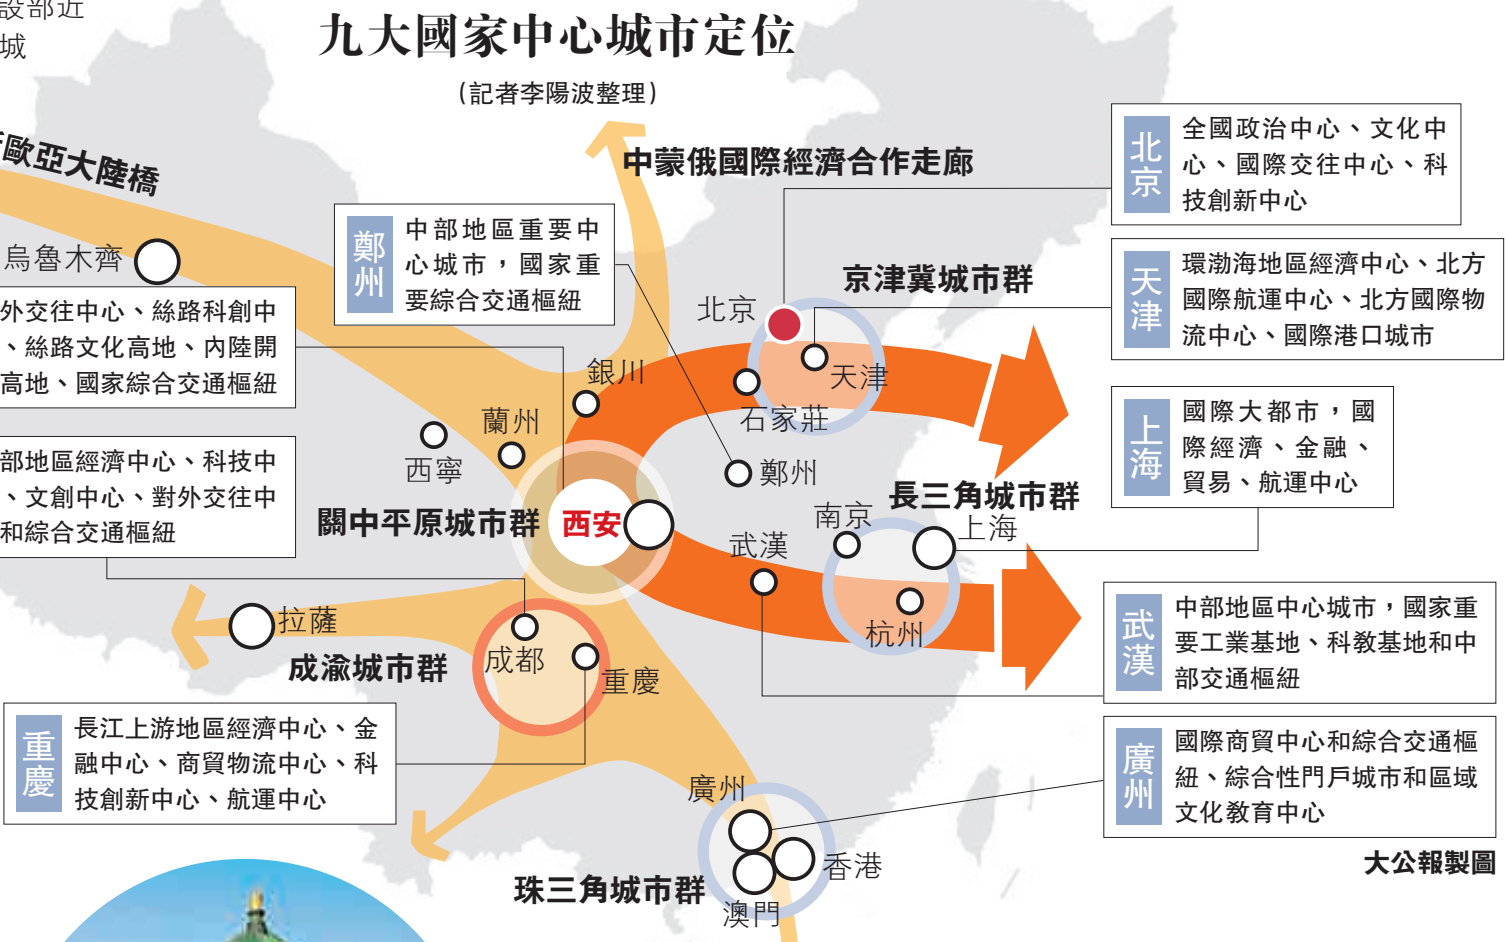 設部近
城
九大國家中心城市定位
(記者李陽波整理)
歐亞大陸橋
中蒙俄國際經濟合作走廊
北京
全國政治中心、文化中
心、國際交往中心、科
技創新中心
烏魯木齊
鄭州
中部地區重要中
心城市，國家重
要綜合交通樞紐
京津冀城市群
天津
環渤海地區經濟中心、北方
國際航運中心、北方國際物
流中心、國際港口城市
外交往中心、絲路科創中
、絲路文化高地、內陸開
高地、國家綜合交通樞紐
北京
天津
石家莊
銀川
蘭州
西寧
鄭州
上海
國際大都市，國
際經濟、金融、
貿易、航運中心
部地區經濟中心、科技中
、文創中心、對外交往中
和綜合交通樞紐
關中平原城市群
西安
長三角城市群
南京
上海
武漢
杭州
武漢
中部地區中心城市，國家重
要工業基地、科教基地和中
部交通樞紐
拉薩
成渝城市群
成都
重慶
重慶
長江上游地區經濟中心、金
融中心、商貿物流中心、科
技創新中心、航運中心
廣州
國際商貿中心和綜合交通樞
紐、綜合性門戶城市和區域
文化教育中心
廣州
香港
澳門
珠三角城市群
大公報製圖